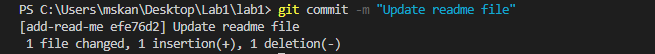 PS C:\Users\mskan\Desktop\Lab1\lab1> git commit -m "Update readme file"
[add-read-me efe76d2] Update readme file
 1 file changed, 1 insertion(+), 1 deletion(-)